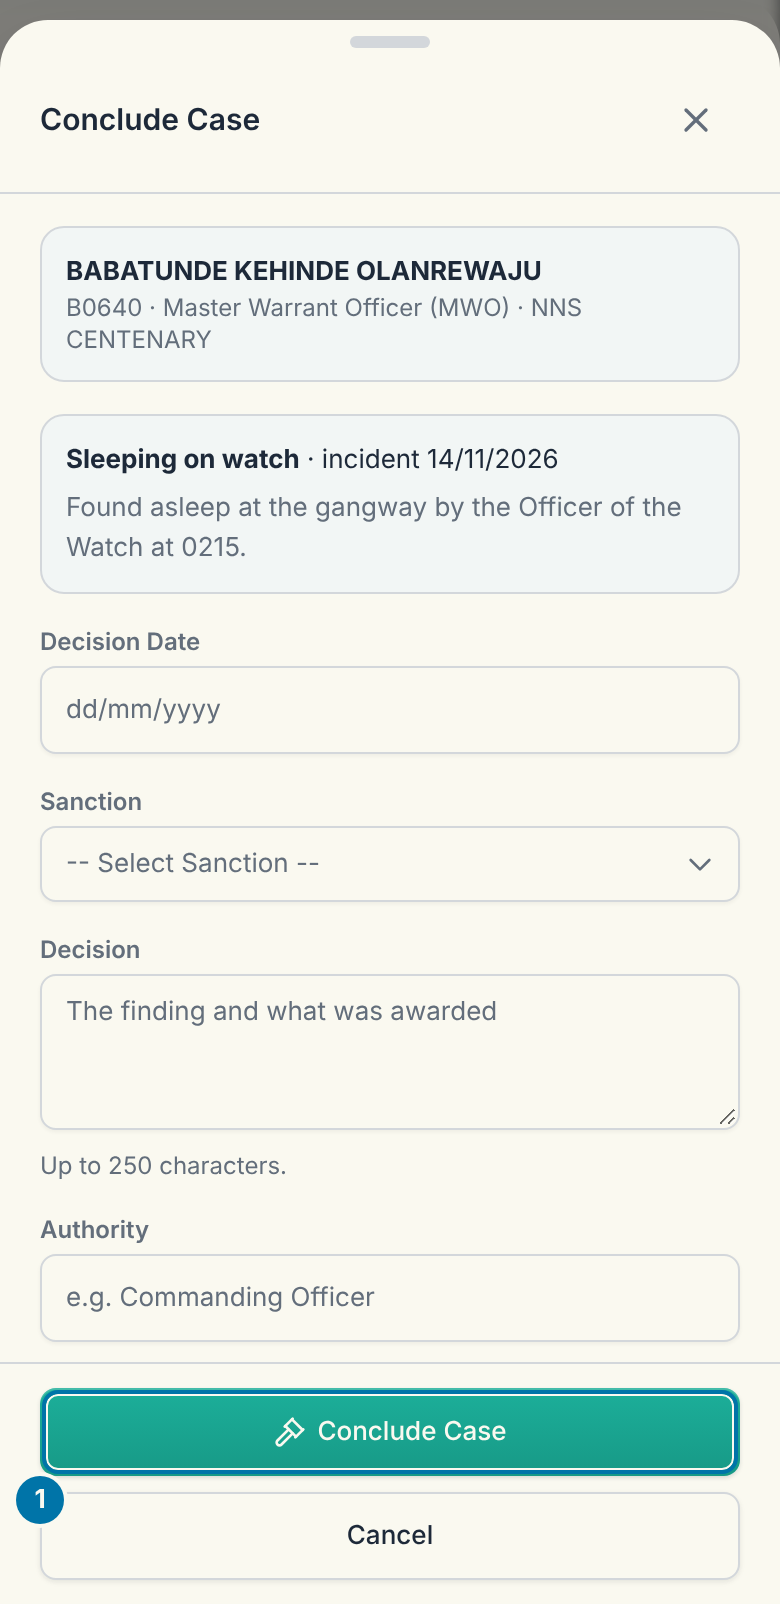 Conclude Case
BABATUNDE KEHINDE OLANREWAJU
B0640 · Master Warrant Officer (MWO) · NNS
CENTENARY
Sleeping on watch · incident 14/11/2026
Found asleep at the gangway by the Officer of the
Watch at 0215.
Decision Date
dd/mm/yyyy
Sanction
-- Select Sanction --
Decision
The finding and what was awarded
Up to 250 characters.
Authority
e.g. Commanding Officer
Conclude Case
1
Cancel